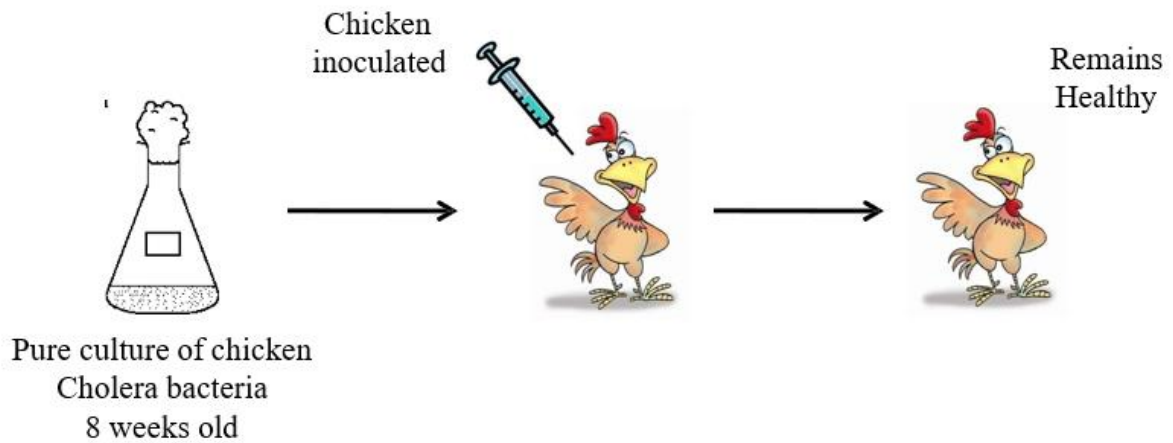 Chicken
inoculated
Remains
Healthy
Pure culture of chicken
Cholera bacteria
8 weeks old